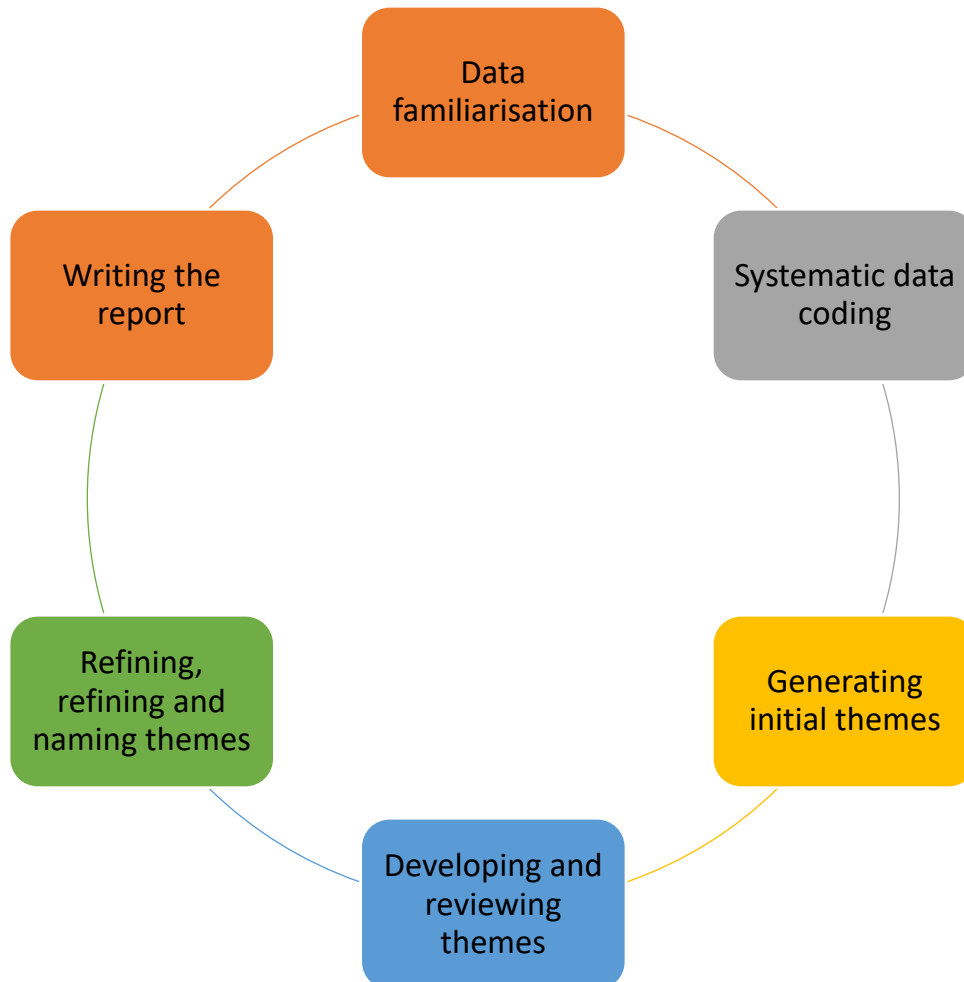 Data
familiarisation
Systematic data
coding
Generating
initial themes
Developing and
reviewing
themes
Refining,
refining and
naming themes
Writing the
report